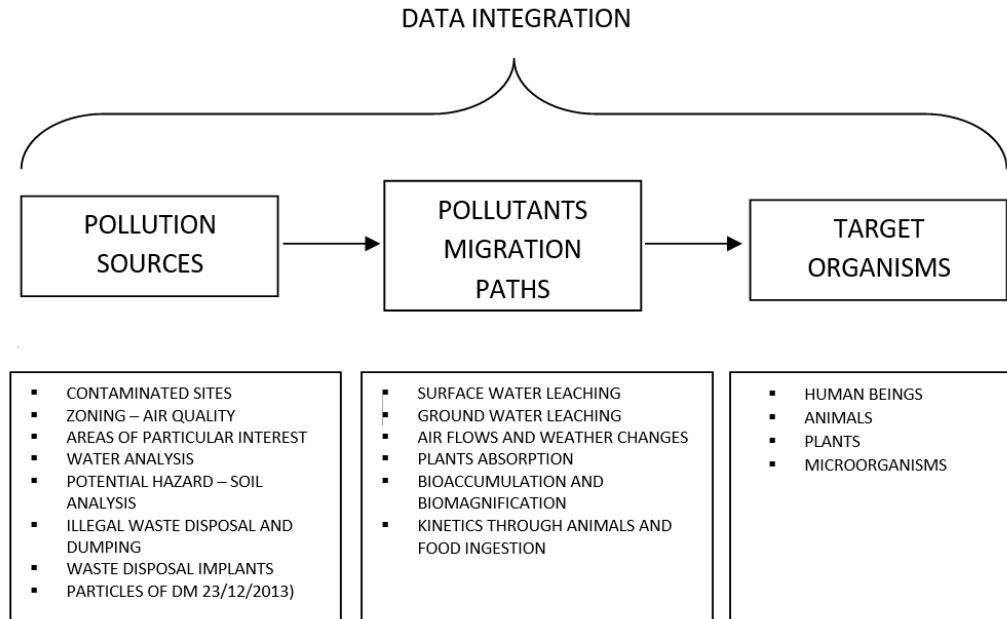 DATA INTEGRATION
POLLUTION
SOURCES
POLLUTANTS
MIGRATION
PATHS
TARGET
ORGANISMS
▪ CONTAMINATED SITES
▪ ZONING – AIR QUALITY
▪ AREAS OF PARTICULAR INTEREST
▪ WATER ANALYSIS
▪ POTENTIAL HAZARD – SOIL
ANALYSIS
▪ ILLEGAL WASTE DISPOSAL AND
DUMPING
▪ WASTE DISPOSAL IMPLANTS
▪ PARTICLES OF DM 23/12/2013)
▪ SURFACE WATER LEACHING
▪ GROUND WATER LEACHING
▪ AIR FLOWS AND WEATHER CHANGES
▪ PLANTS ABSORPTION
▪ BIOACCUMULATION AND
BIOMAGNIFICATION
▪ KINETICS THROUGH ANIMALS AND
FOOD INGESTION
▪ HUMAN BEINGS
▪ ANIMALS
▪ PLANTS
▪ MICROORGANISMS